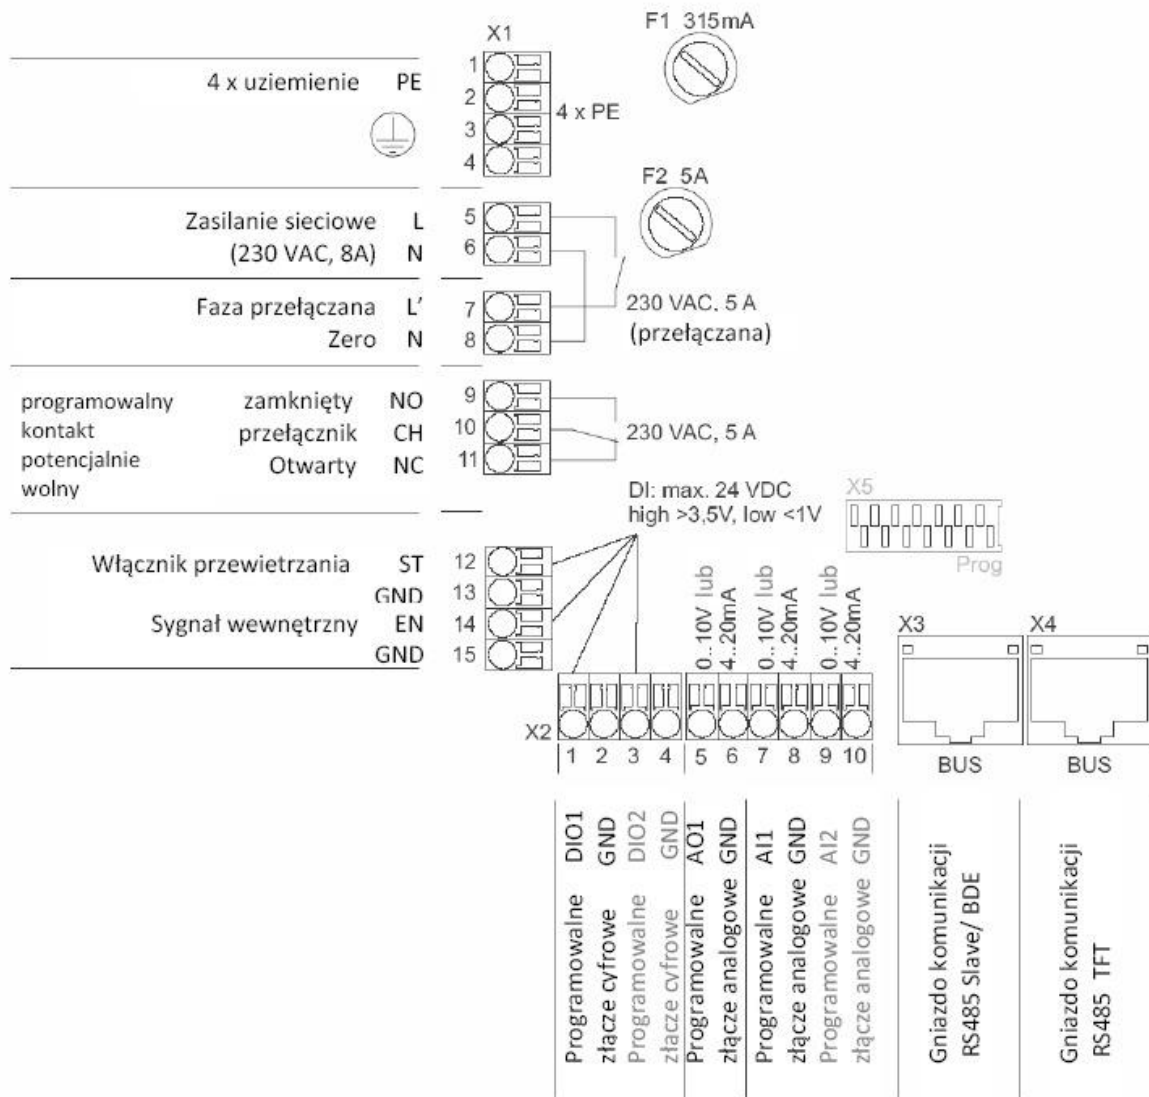 F1 315mA
X1
4 x uziemienie PE
1
2
3
4
4 x PE
F2 5A
Zasilanie sieciowe L
(230 VAC, 8A) N
5
6
Faza przełączana L’
Zero N
7
8
230 VAC, 5 A
(przełączana)
programowalny
kontakt
potencjalnie
wolny
zamknięty NO
przełącznik CH
Otwarty NC
9
10
11
230 VAC, 5 A
DI: max. 24 VDC
high >3,5V, low <1V
X5
Prog
Włącznik przewietrzania ST
GND
Sygnał wewnętrzny EN
GND
12
13
14
15
0..10V lub
4..20mA
0..10V lub
4..20mA
0..10V lub
4..20mA
X3
X4
X2
1 2 3 4 5 6 7 8 9 10
BUS
BUS
Programowalne DIO1
złącze cyfrowe GND
Programowalne DIO2
złacze cyfrowe GND
Programowalne AO1
złącze analogowe GND
Programowalne AI1
złącze analogowe GND
Programowalne AI2
złącze analogowe GND
Gniazdo komunikacji
RS485 Slave/ BDE
Gniazdo komunikacji
RS485 TFT